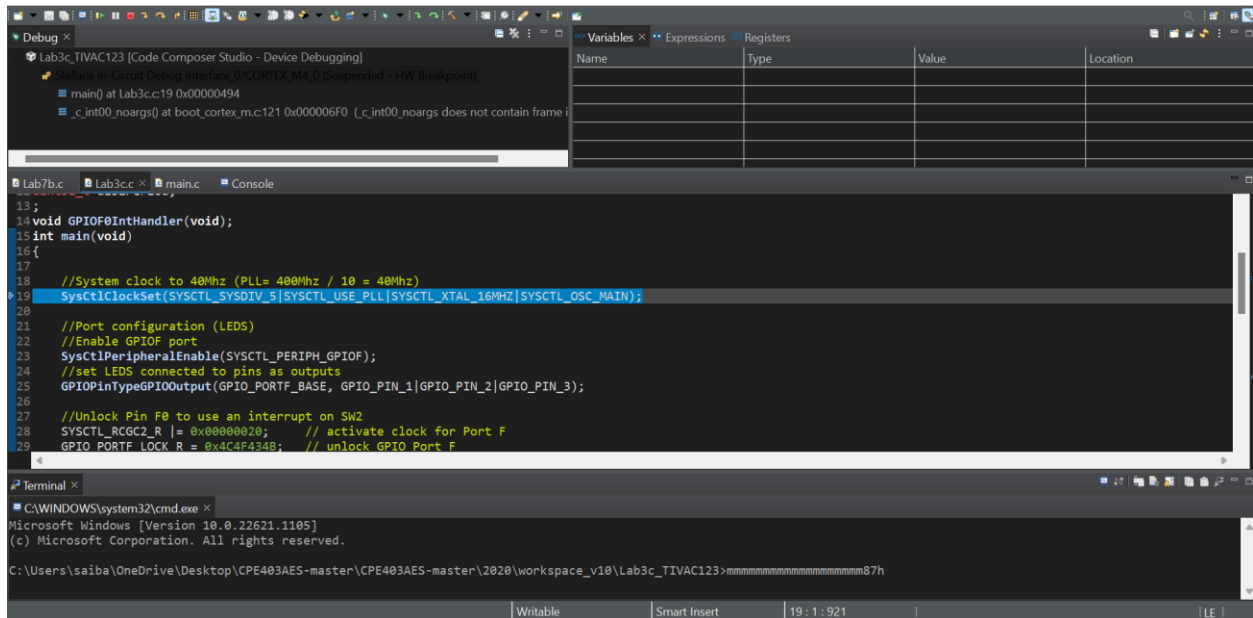 Debug ×
Variables × Expressions Registers
Lab3c_TIVAC123 [Code Composer Studio - Device Debugging]
Stellaris In-Circuit Debug Interface_0/CORTEX_M4_0 (Suspended - HW Breakpoint)
main() at Lab3c.c:19 0x00000494
_c_int00_noargs() at boot_cortex_m.c:121 0x000006F0 (_c_int00_noargs does not contain frame i
Name Type Value Location
Lab7b.c Lab3c.c × main.c Console
13 ;
14 void GPIOF0IntHandler(void);
15 int main(void)
16 {
17
18 //System clock to 40Mhz (PLL= 400Mhz / 10 = 40Mhz)
19 SysCtlClockSet(SYSCTL_SYSDIV_5|SYSCTL_USE_PLL|SYSCTL_XTAL_16MHZ|SYSCTL_OSC_MAIN);
20
21 //Port configuration (LEDS)
22 //Enable GPIOF port
23 SysCtlPeripheralEnable(SYSCTL_PERIPH_GPIOF);
24 //set LEDS connected to pins as outputs
25 GPIOPinTypeGPIOOutput(GPIO_PORTF_BASE, GPIO_PIN_1|GPIO_PIN_2|GPIO_PIN_3);
26
27 //Unlock Pin F0 to use an interrupt on SW2
28 SYSCTL_RCGC2_R |= 0x00000020; // activate clock for Port F
29 GPIO_PORTF_LOCK_R = 0x4C4F434B; // unlock GPIO Port F
Terminal ×
C:\WINDOWS\system32\cmd.exe ×
Microsoft Windows [Version 10.0.22621.1105]
(c) Microsoft Corporation. All rights reserved.
C:\Users\saiba\OneDrive\Desktop\CPE403AES-master\CPE403AES-master\2020\workspace_v10\Lab3c_TIVAC123>mmmmmmmmmmmmmmmmmmm87h
Writable Smart Insert 19 : 1 : 921 LE